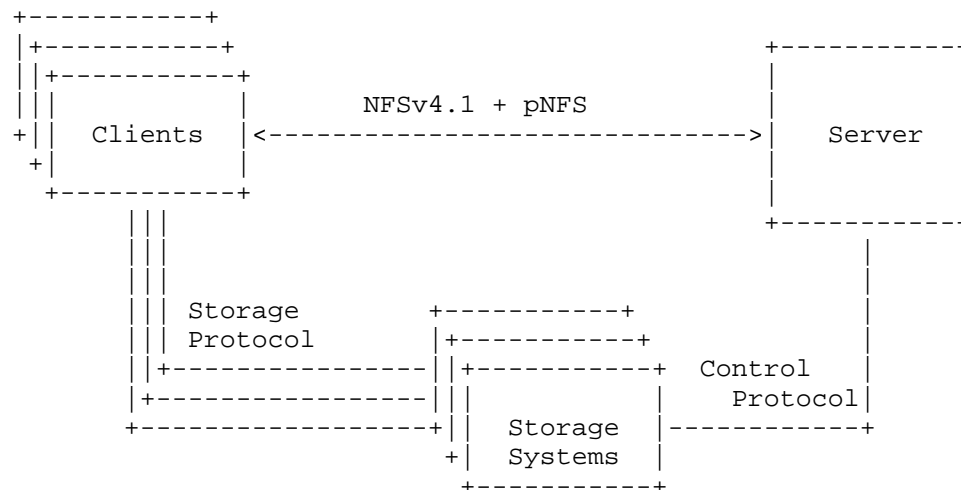 NFSv4.1 + pNFS
Clients
Server
Storage
Protocol
Control
Protocol
Storage
Systems